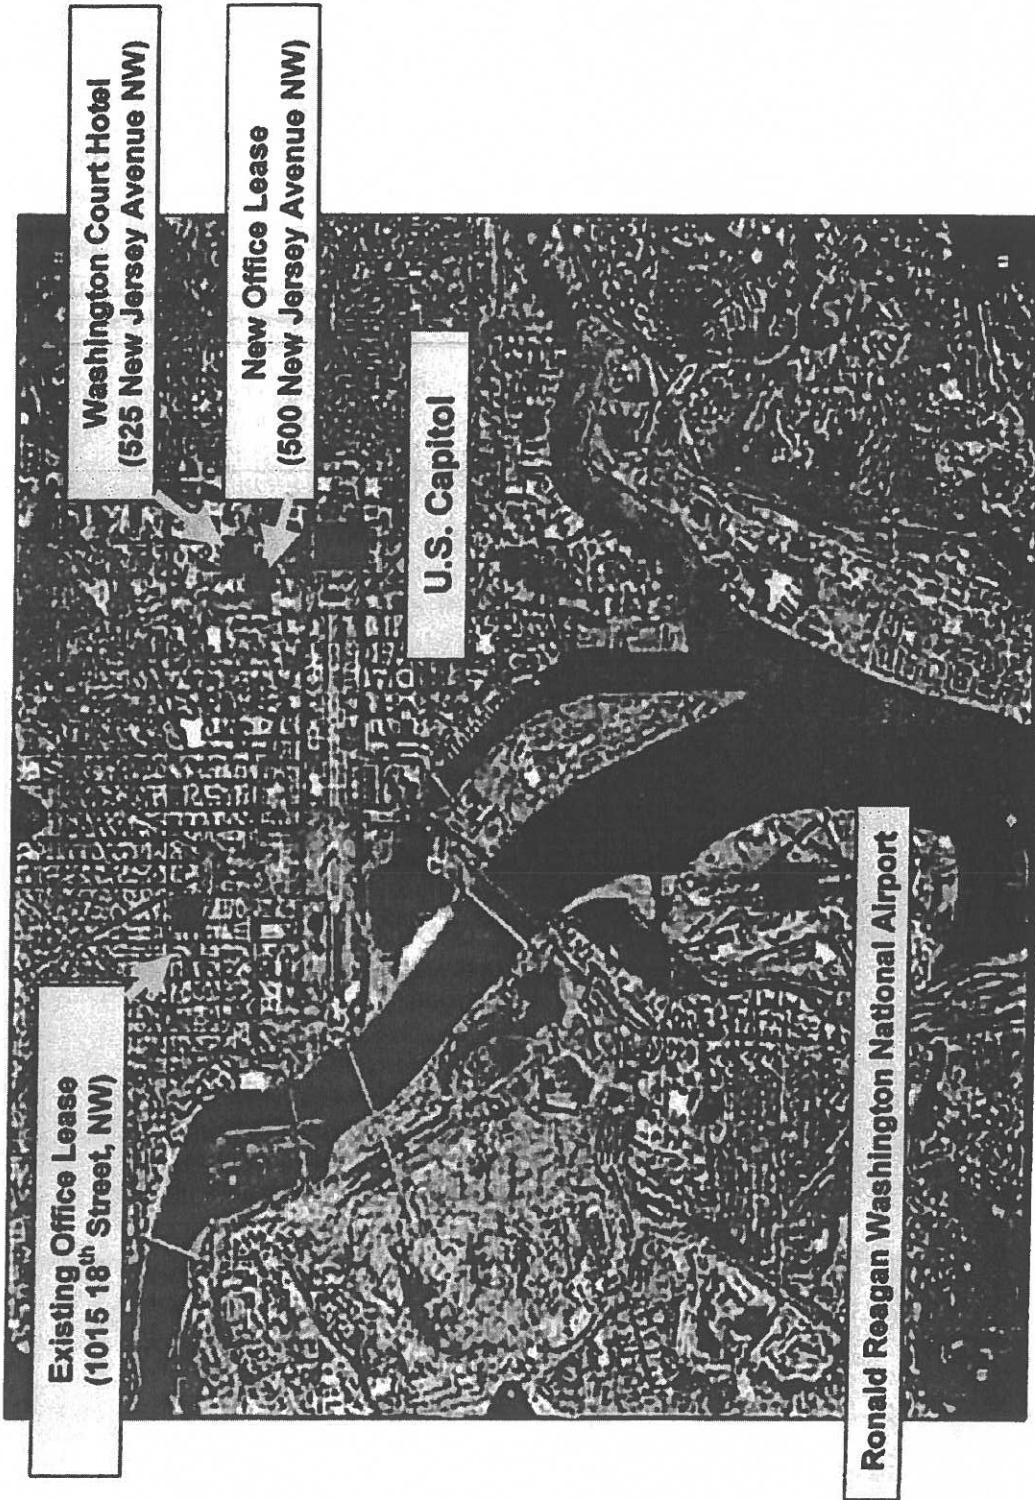 Existing Office Lease
(1015 18th Street, NW)
Washington Court Hotel
(525 New Jersey Avenue NW)
New Office Lease
(500 New Jersey Avenue NW)
U.S. Capitol
Ronald Reagan Washington National Airport